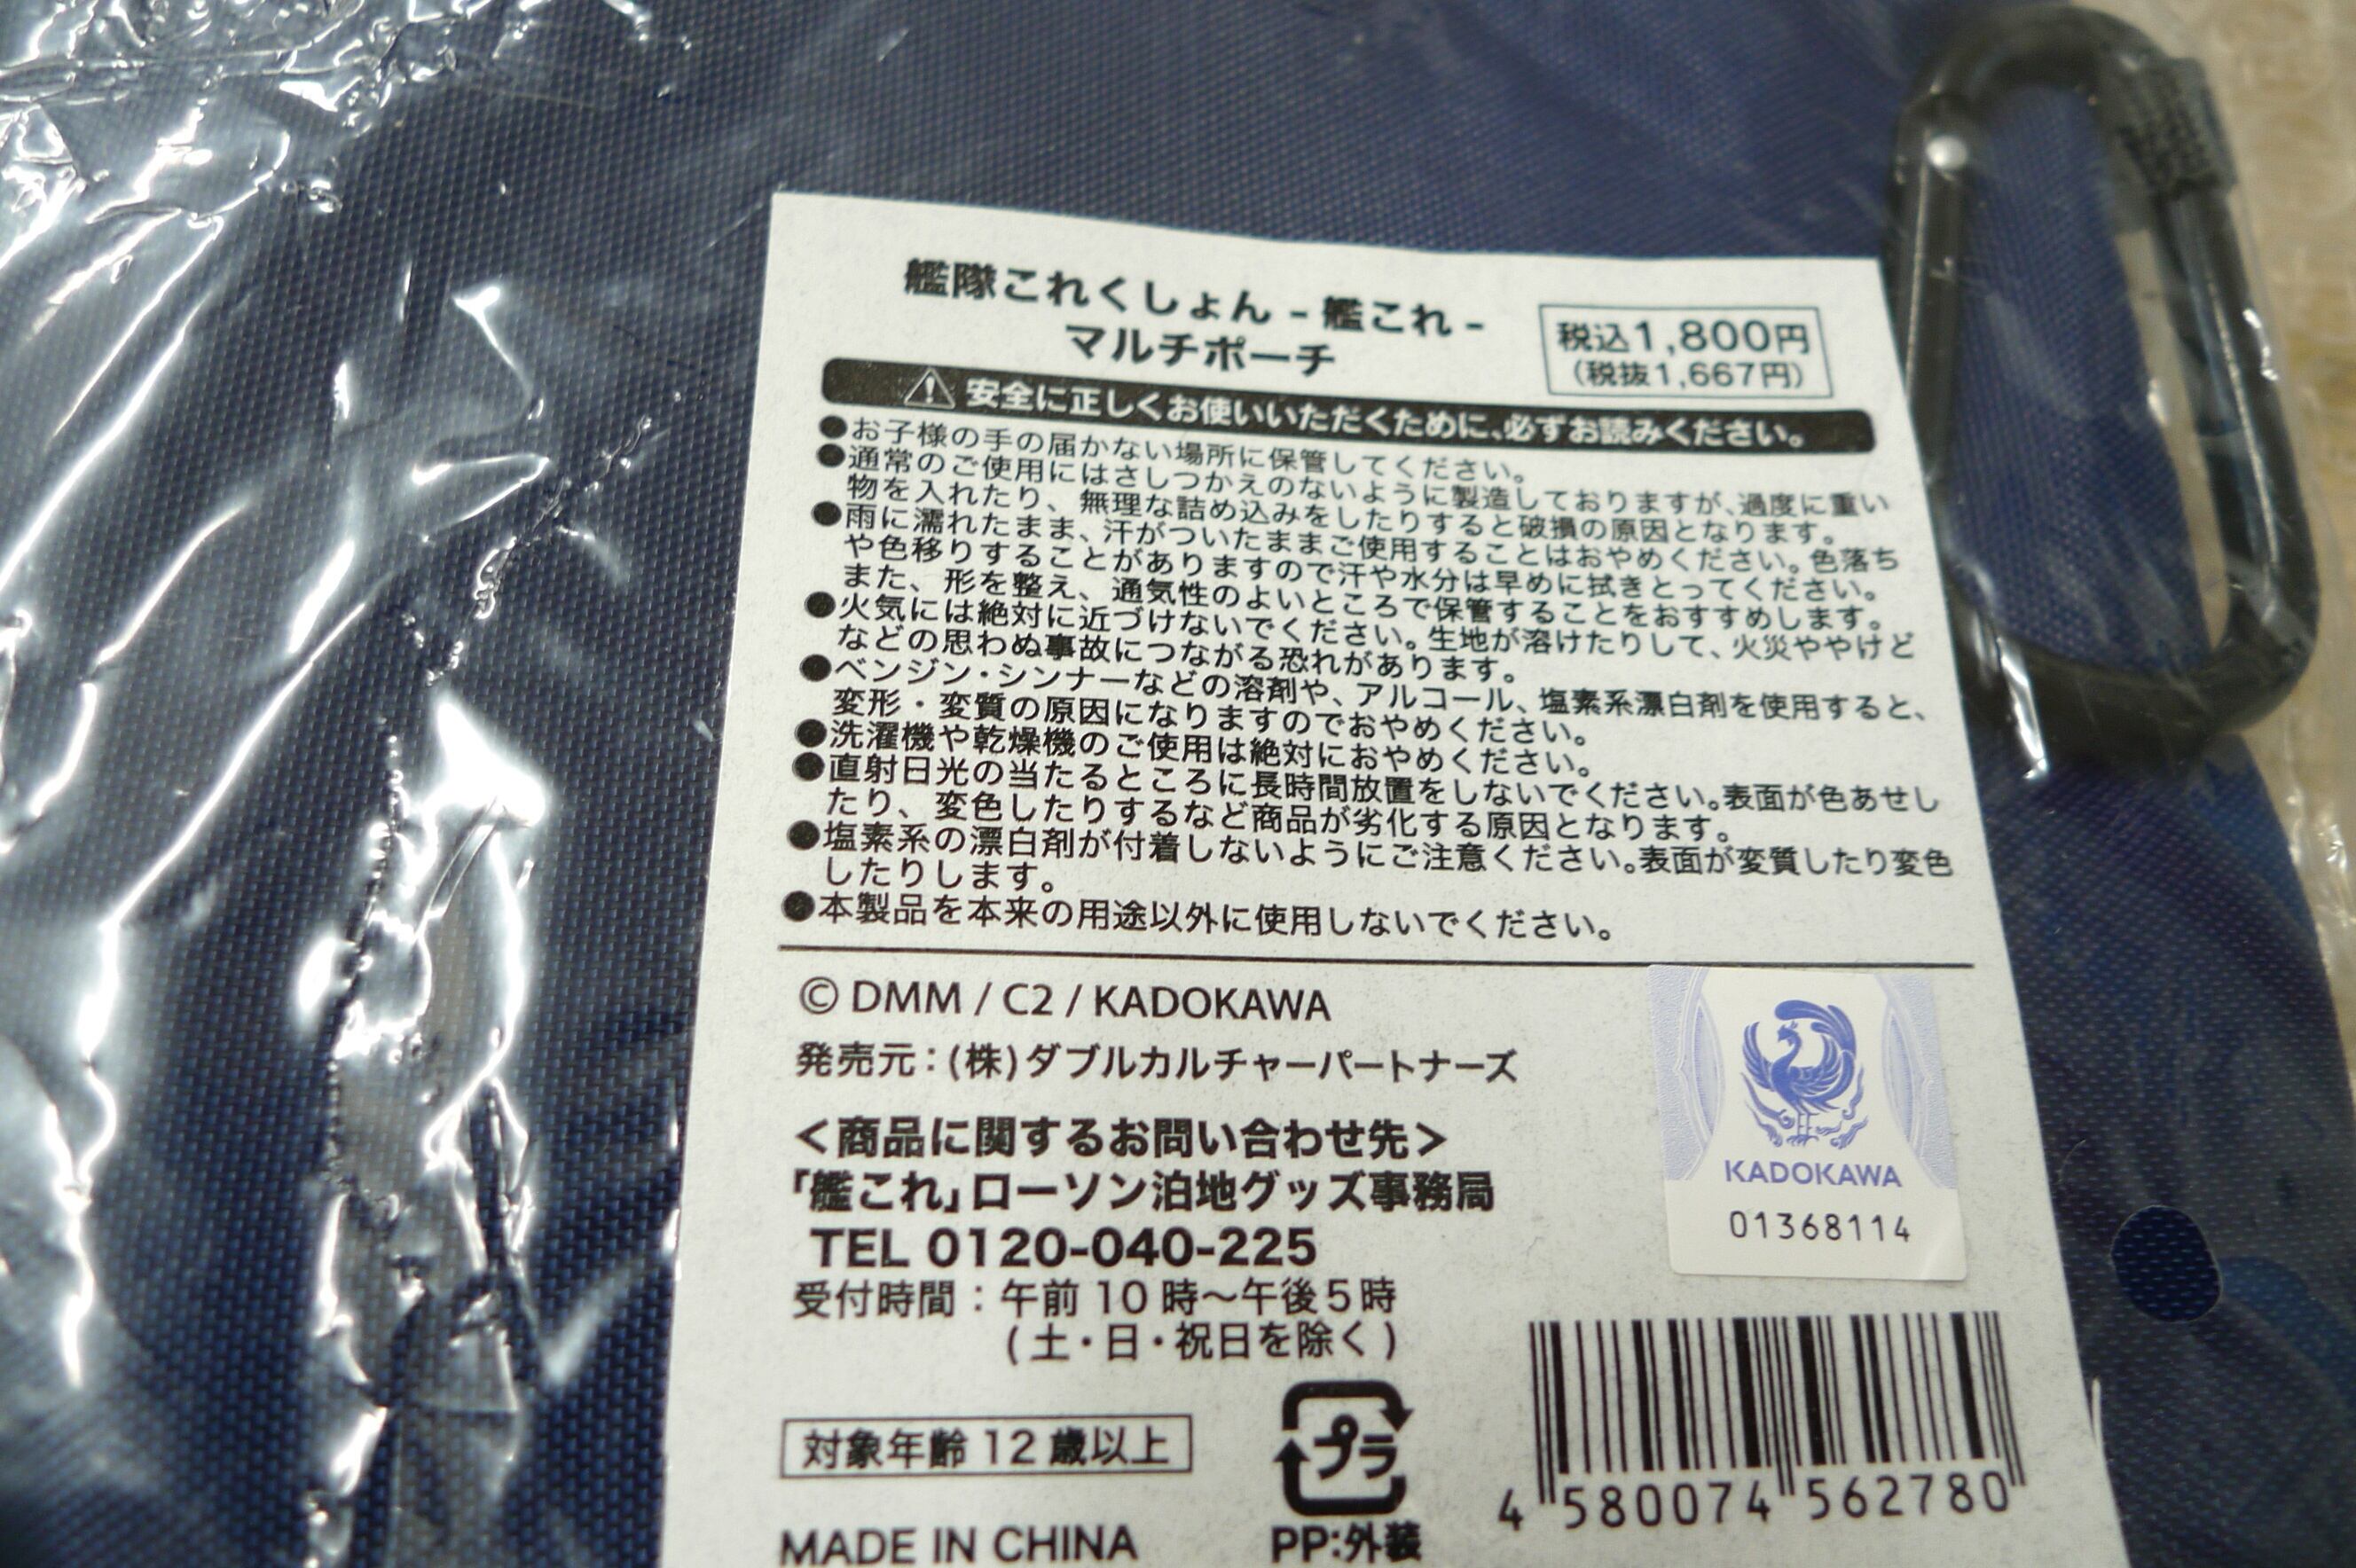 艦隊これくしょん - 艦これ -
マルチポーチ
税込1,800円
(税抜1,667円)
安全に正しくお使いいただくために、必ずお読みください。
●お子様の手の届かない場所に保管してください。
●通常のご使用にはさしつかえのないように製造しておりますが、過度に重い
物を入れたり、無理な詰め込みをしたりすると破損の原因となります。
●雨に濡れたまま、汗がついたままご使用することはおやめください。色落ち
や色移りすることがありますので汗や水分は早めに拭きとってください。
また、形を整え、通気性のよいところで保管することをおすすめします。
●火気には絶対に近づけないでください。生地が溶けたりして、火災ややけど
などの思わぬ事故につながる恐れがあります。
●ベンジン・シンナーなどの溶剤や、アルコール、塩素系漂白剤を使用すると、
変形・変質の原因になりますのでおやめください。
●洗濯機や乾燥機のご使用は絶対におやめください。
●直射日光の当たるところに長時間放置をしないでください。表面が色あせし
たり、変色したりするなど商品が劣化する原因となります。
●塩素系の漂白剤が付着しないようにご注意ください。表面が変質したり変色
したりします。
●本製品を本来の用途以外に使用しないでください。
© DMM / C2 / KADOKAWA
発売元：(株)ダブルカルチャーパートナーズ
＜商品に関するお問い合わせ先＞
「艦これ」ローソン泊地グッズ事務局
TEL 0120-040-225
受付時間：午前10時～午後5時
(土・日・祝日を除く)
KADOKAWA
01368114
対象年齢12歳以上
プラ
PP:外装
MADE IN CHINA
4 580074 562780